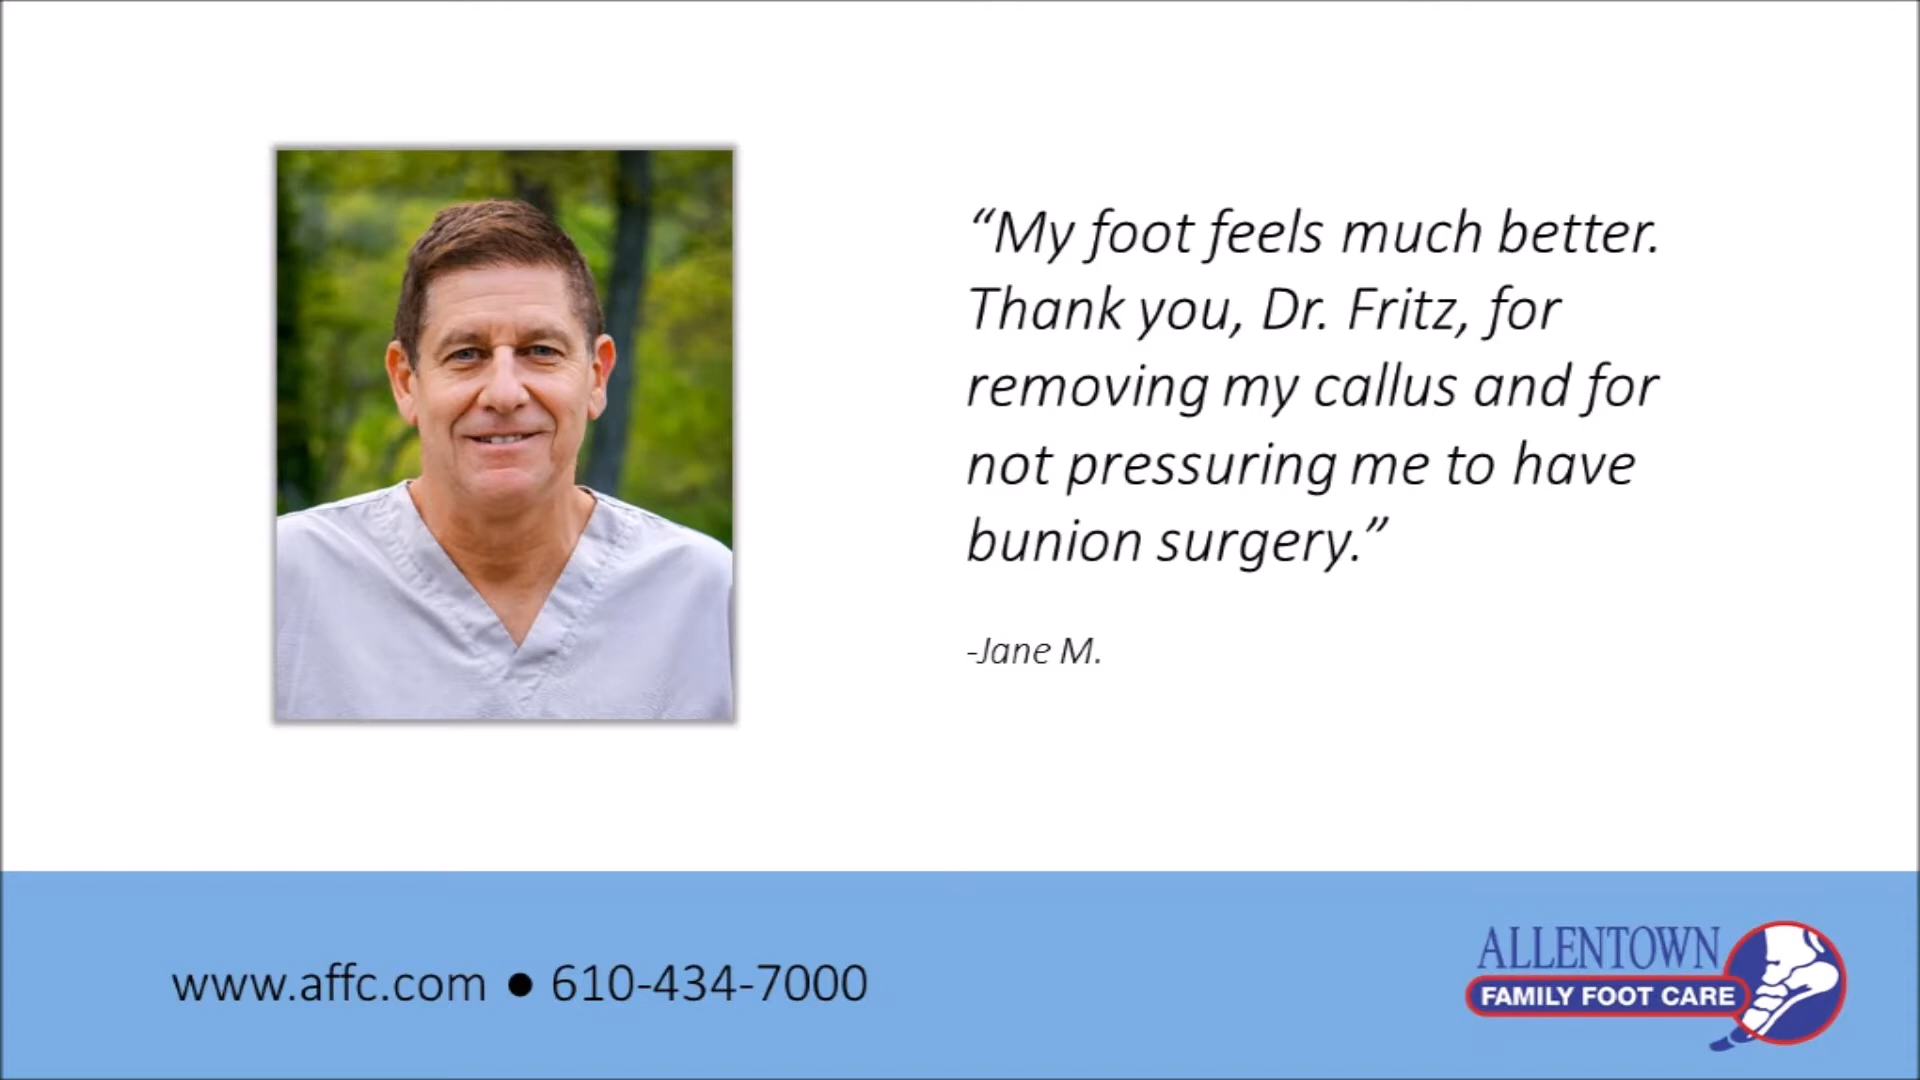 “My foot feels much better.
Thank you, Dr. Fritz, for
removing my callus and for
not pressuring me to have
bunion surgery.”
-Jane M.
www.affc.com ● 610-434-7000
ALLENTOWN
FAMILY FOOT CARE